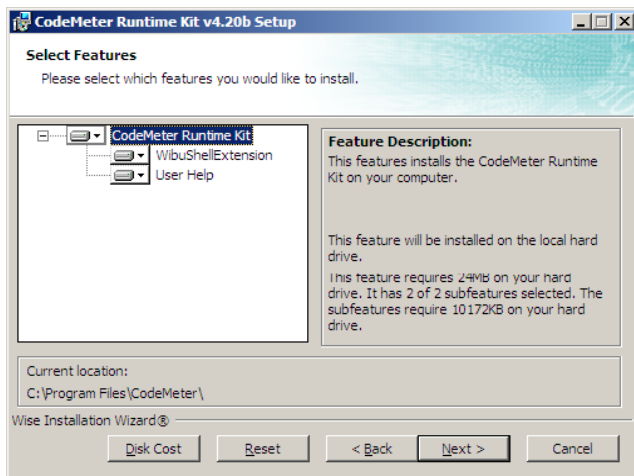 CodeMeter Runtime Kit v4.20b Setup
Select Features
Please select which features you would like to install.
CodeMeter Runtime Kit
WibuShellExtension
User Help
Feature Description:
This features installs the CodeMeter Runtime
Kit on your computer.
This feature will be installed on the local hard
drive.
This feature requires 24MB on your hard
drive. It has 2 of 2 subfeatures selected. The
subfeatures require 10172KB on your hard
drive.
Current location:
C:\Program Files\CodeMeter\
Wise Installation Wizard®
Disk Cost Reset < Back Next > Cancel